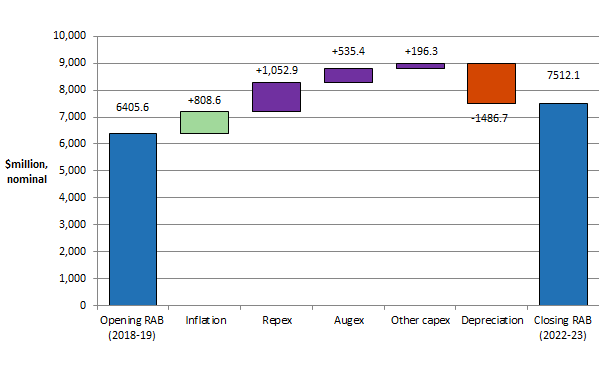 10,000
9,000
8,000
7,000
6,000
5,000
4,000
3,000
2,000
1,000
0
$million,
nominal
6405.6
+808.6
+1,052.9
+535.4
+196.3
-1486.7
7512.1
Opening RAB
(2018-19)
Inflation
Repex
Augex
Other capex
Depreciation
Closing RAB
(2022-23)